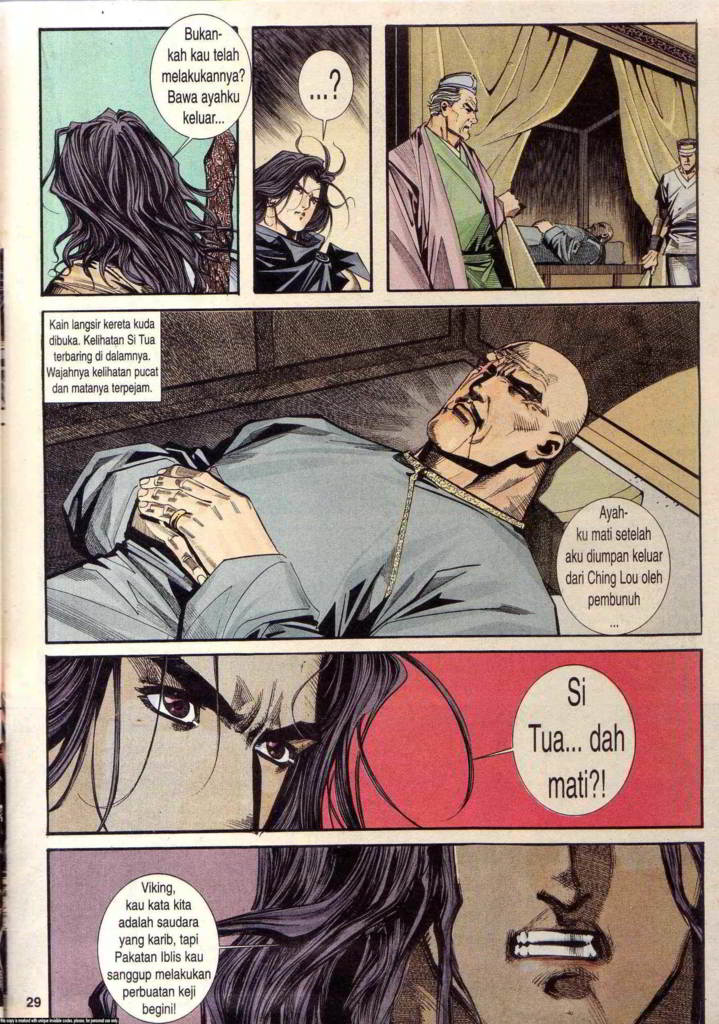 Bukan-
kah kau telah
melakukannya?
Bawa ayahku
keluar...
...?
Kain langsir kereta kuda
dibuka. Kelihatan Si Tua
terbaring di dalamnya.
Wajahnya kelihatan pucat
dan matanya terpejam.
Ayah-
ku mati setelah
aku diumpan keluar
dari Ching Lou oleh
pembunuh
...
Si
Tua... dah
mati?!
Viking,
kau kata kita
adalah saudara
yang karib, tapi
Pakatan Iblis kau
sanggup melakukan
perbuatan keji
begini!
29